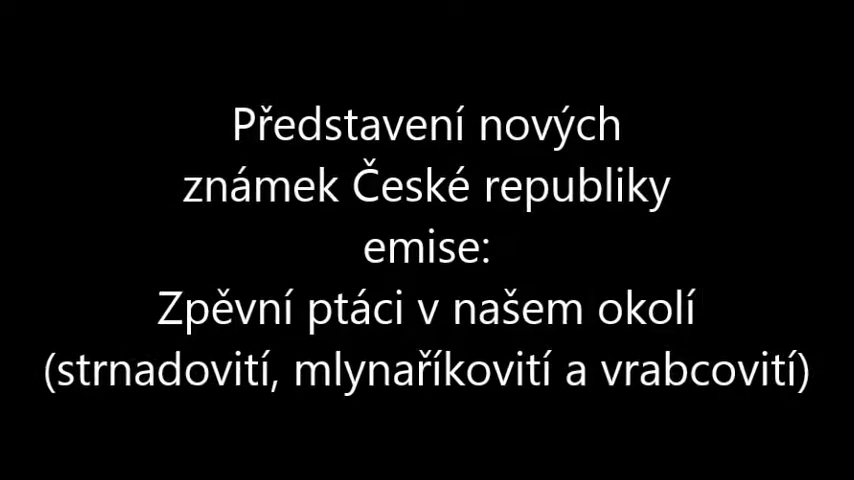 Představení nových
známek České republiky
emise:
Zpěvní ptáci v našem okolí
(strnadovití, mlynaříkovití a vrabcovití)